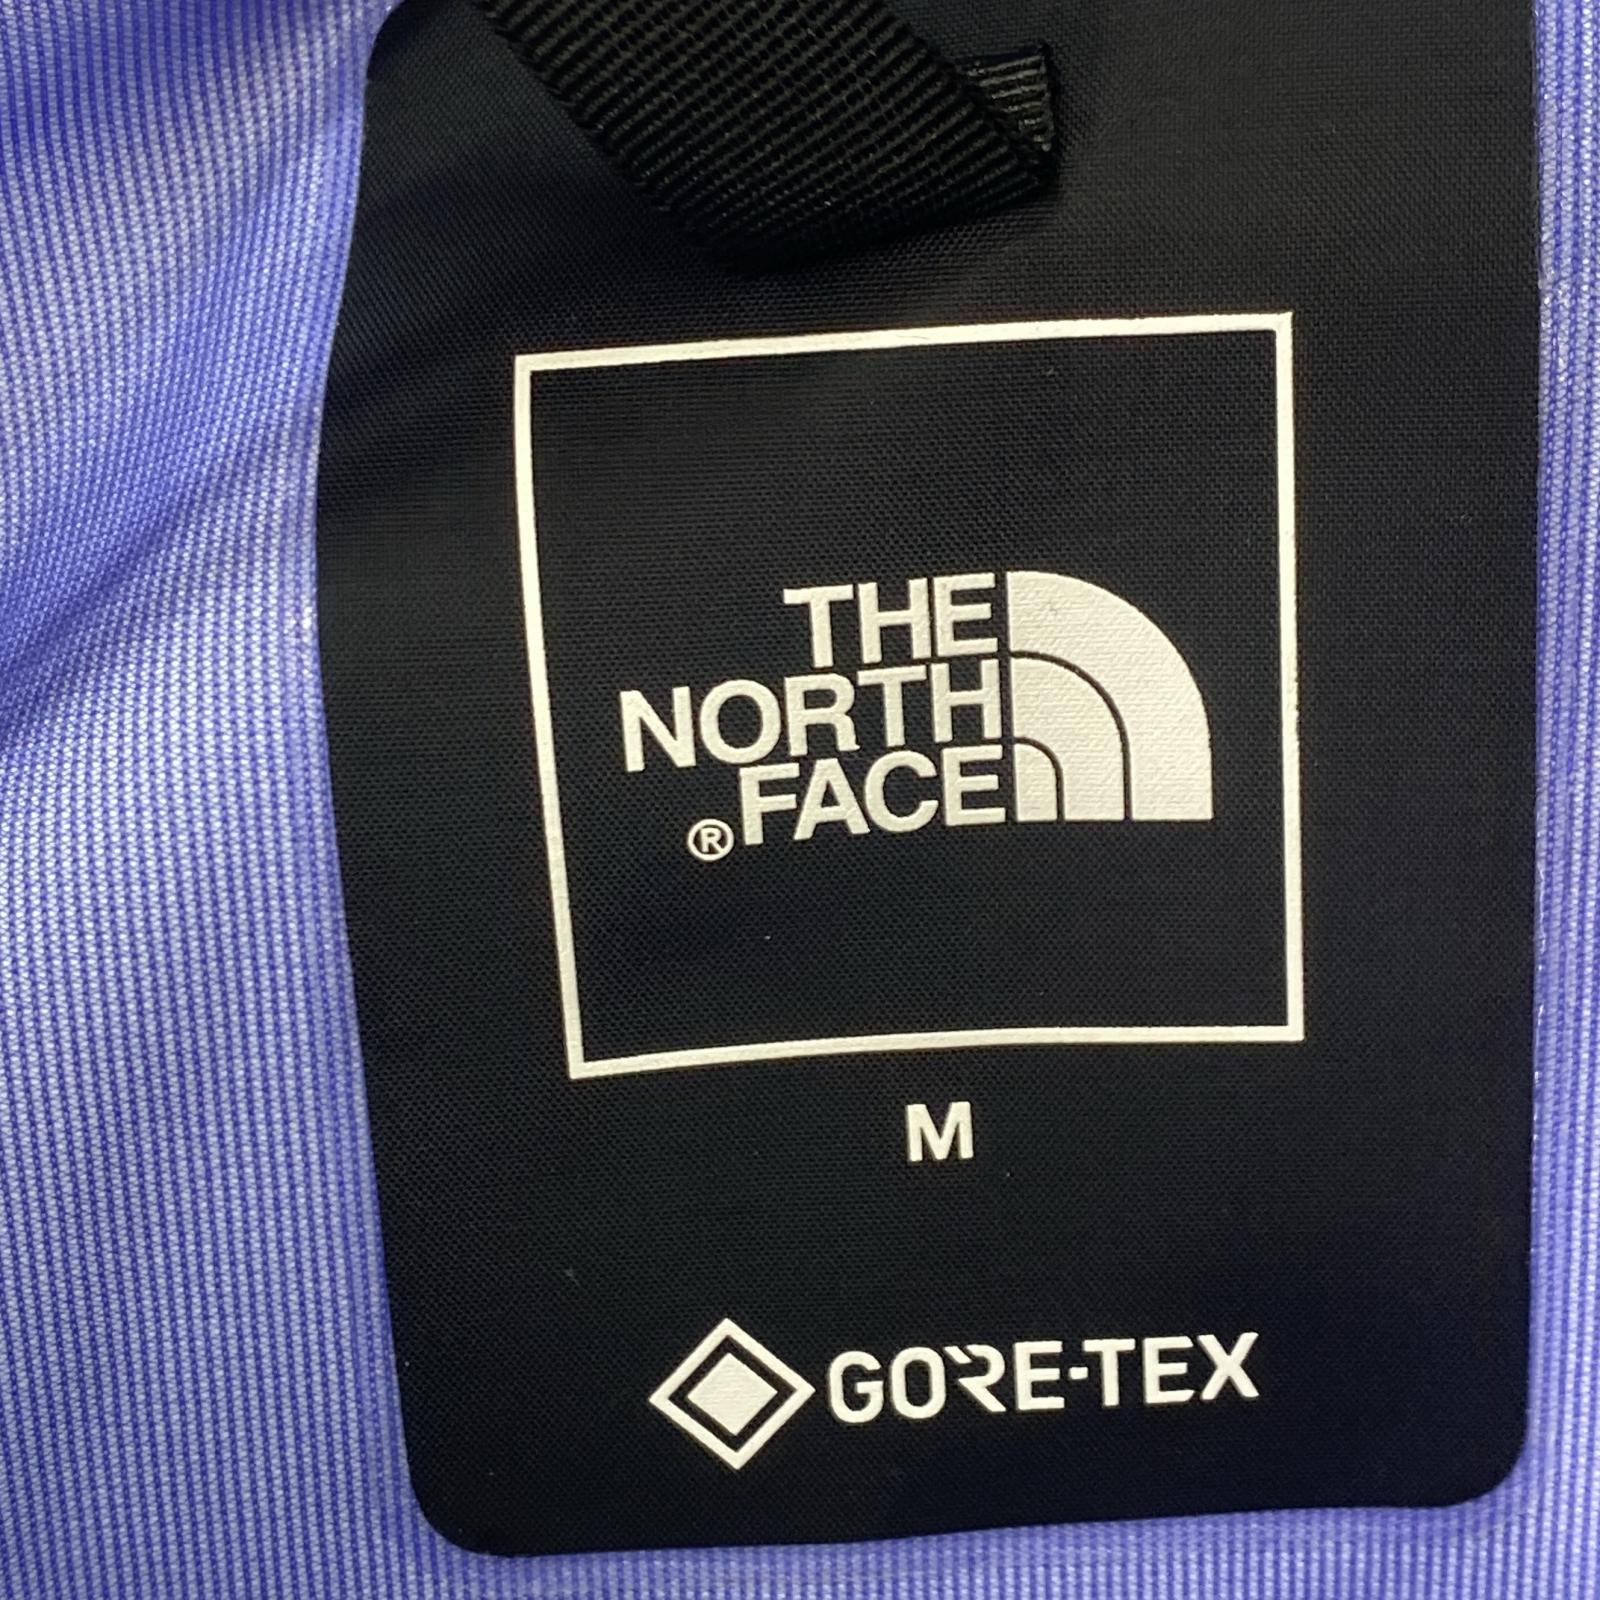 THE
NORTH
FACE
®
M
GORE-TEX